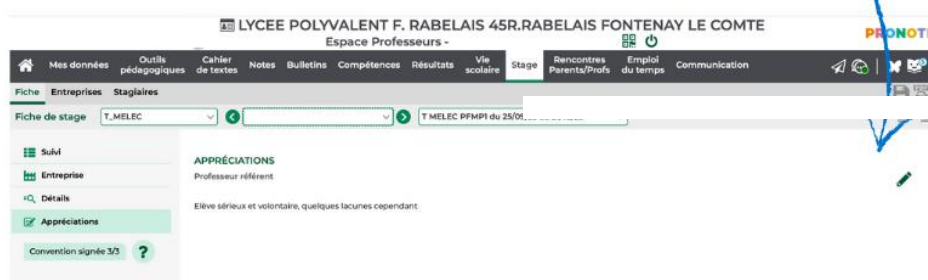 LYCEE POLYVALENT F. RABELAIS 45R.RABELAIS FONTENAY LE COMTE
Espace Professeurs -
PRONOTE
Mes données Outils pédagogiques Cahier de textes Notes Bulletins Compétences Résultats Vie scolaire Stage Rencontres Parents/Profs Emploi du temps Communication
Fiche Entreprises Stagiaires
Fiche de stage T_MELEC T MELEC PFMP1 du
Suivi
Entreprise
Détails
Appréciations
Convention signée 3/3 ?
APPRÉCIATIONS
Professeur référent
Elève sérieux et volontaire, quelques lacunes cependant